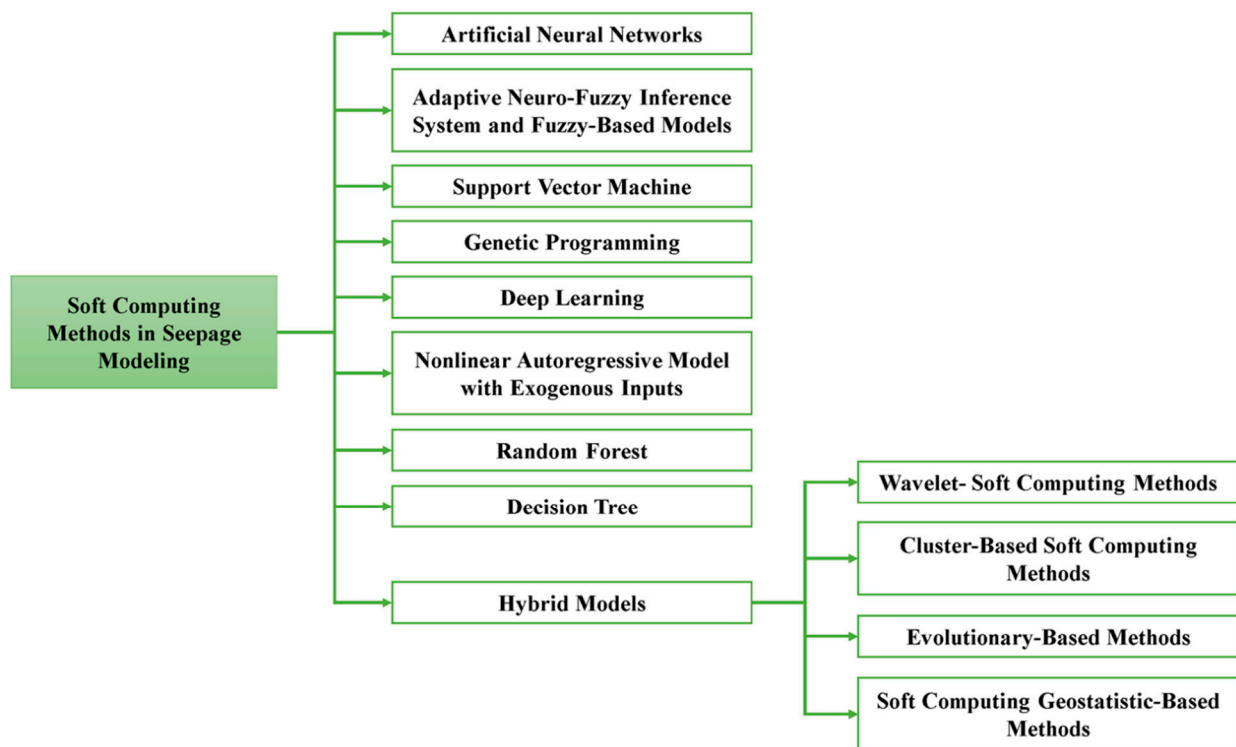 Soft Computing
Methods in Seepage
Modeling
Artificial Neural Networks
Adaptive Neuro-Fuzzy Inference
System and Fuzzy-Based Models
Support Vector Machine
Genetic Programming
Deep Learning
Nonlinear Autoregressive Model
with Exogenous Inputs
Random Forest
Decision Tree
Hybrid Models
Wavelet- Soft Computing Methods
Cluster-Based Soft Computing
Methods
Evolutionary-Based Methods
Soft Computing Geostatistic-Based
Methods